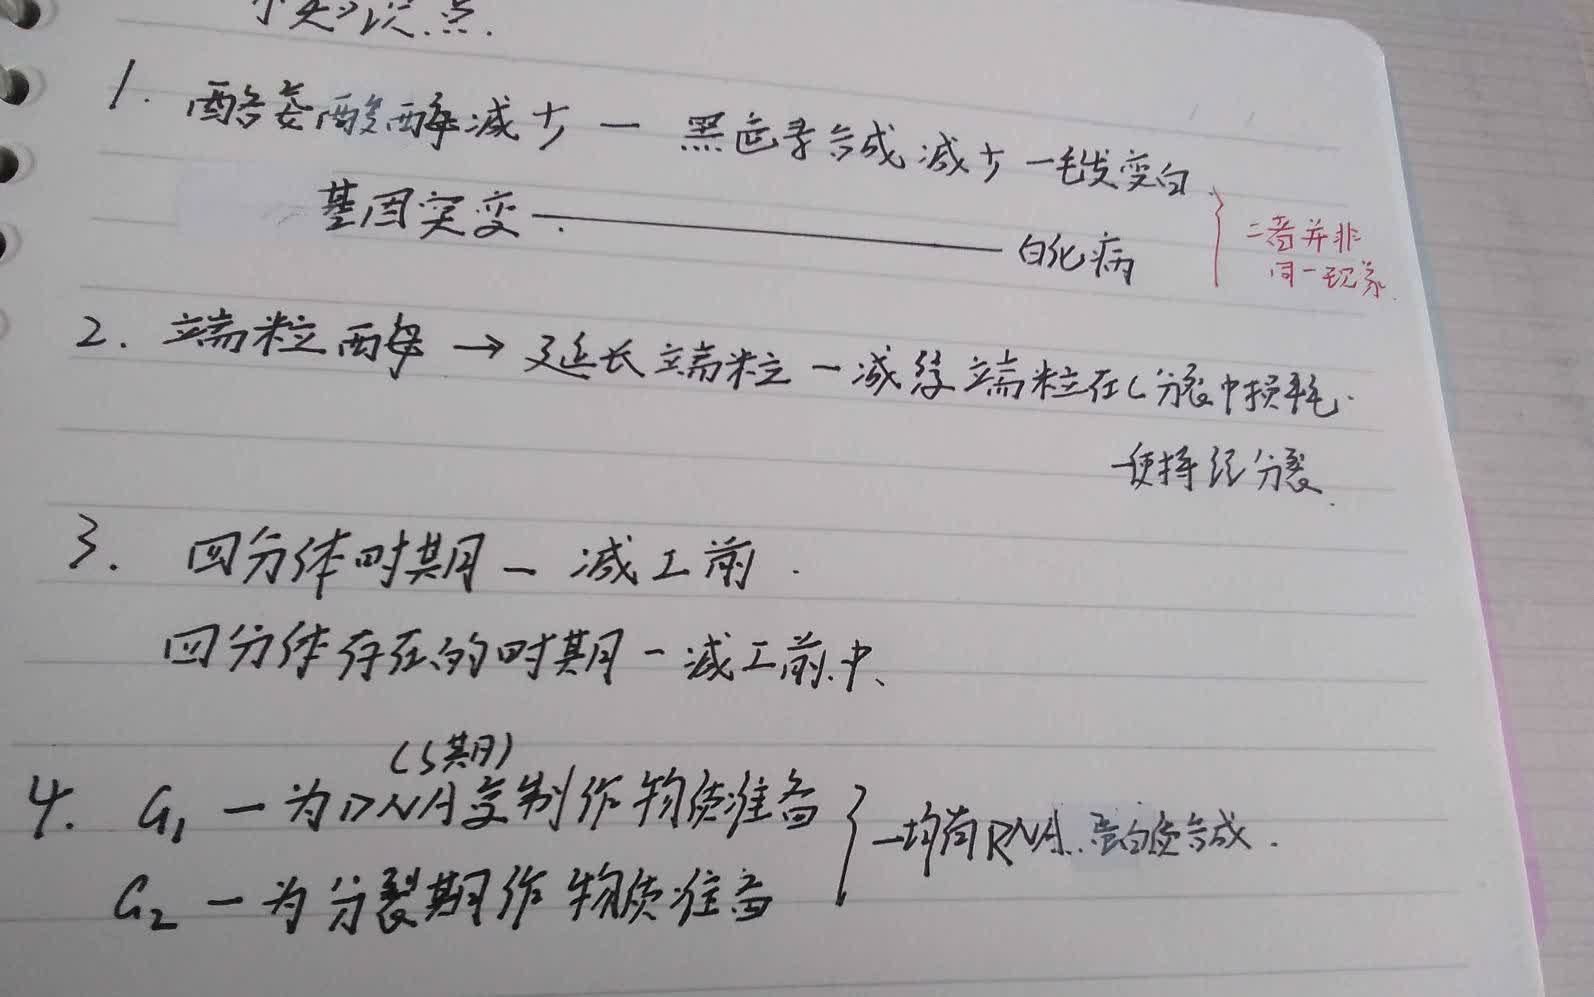 小知识点.
1. 酪氨酸酶减少 — 黑色素合成减少 — 毛发变白
基因突变 —— 白化病
二者并非
同一现象.
2. 端粒酶 → 延长端粒 — 减缓端粒在C分裂中损耗.
— 使持续分裂.
3. 四分体时期 — 减I前.
四分体存在的时期 — 减I前.中、
(S期)
4. G₁ — 为DNA复制作物质准备
G₂ — 为分裂期作物质准备
— 均有RNA.蛋白质合成.